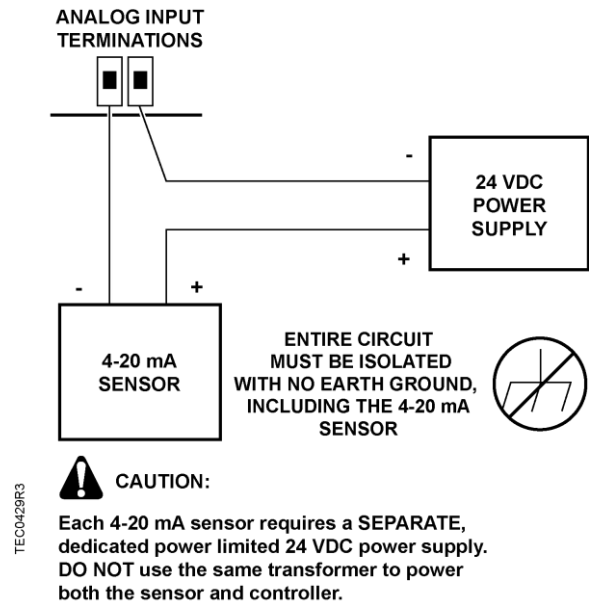 ANALOG INPUT
TERMINATIONS
-
24 VDC
POWER
SUPPLY
+
-
+
4-20 mA
SENSOR
ENTIRE CIRCUIT
MUST BE ISOLATED
WITH NO EARTH GROUND,
INCLUDING THE 4-20 mA
SENSOR
CAUTION:
TEC0429R3
Each 4-20 mA sensor requires a SEPARATE,
dedicated power limited 24 VDC power supply.
DO NOT use the same transformer to power
both the sensor and controller.